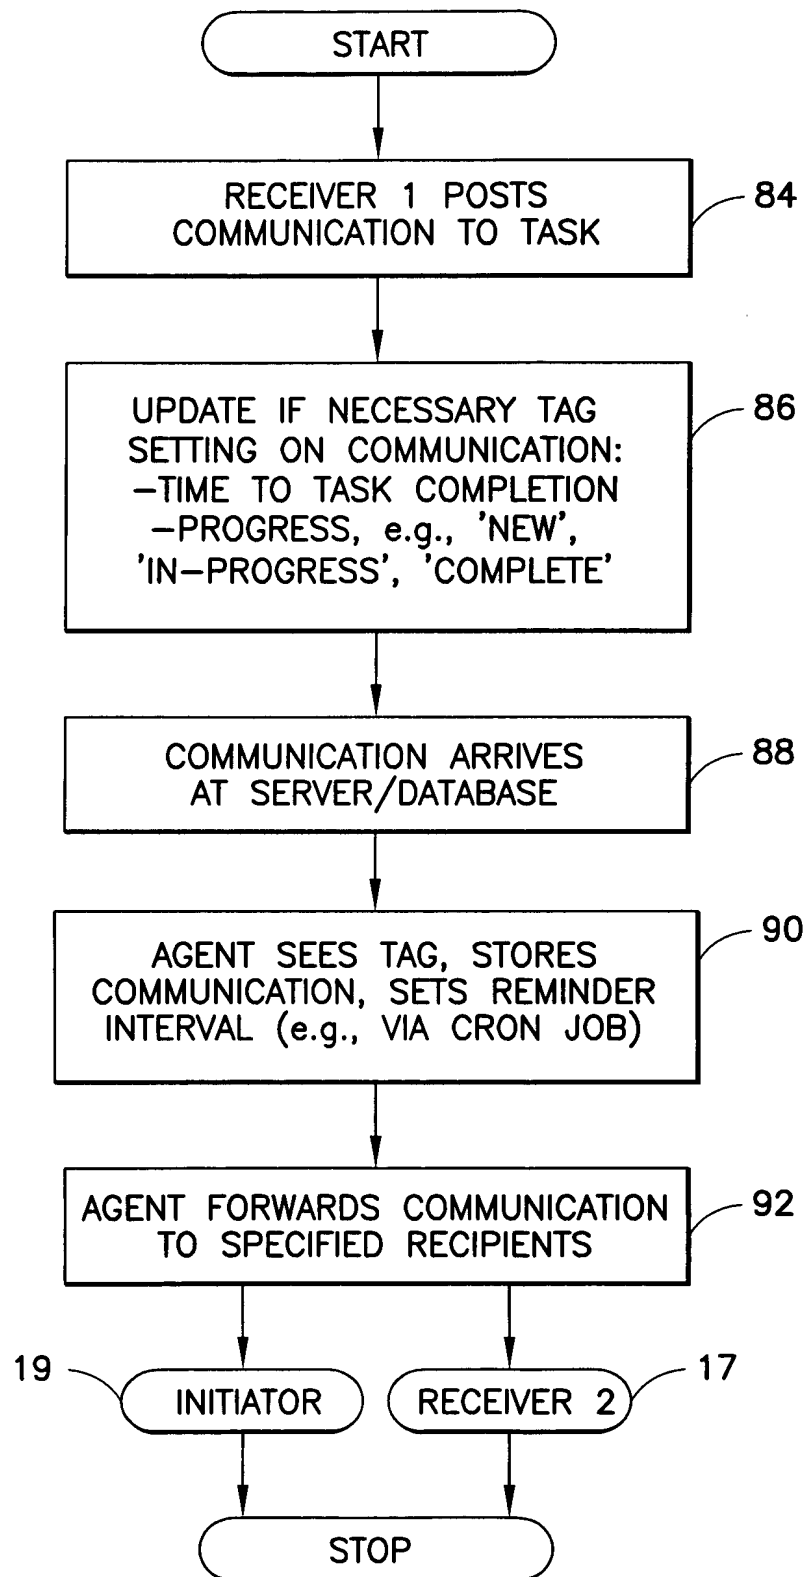 START
RECEIVER 1 POSTS
COMMUNICATION TO TASK
84
UPDATE IF NECESSARY TAG
SETTING ON COMMUNICATION:
–TIME TO TASK COMPLETION
–PROGRESS, e.g., 'NEW',
'IN–PROGRESS', 'COMPLETE'
86
COMMUNICATION ARRIVES
AT SERVER/DATABASE
88
AGENT SEES TAG, STORES
COMMUNICATION, SETS REMINDER
INTERVAL (e.g., VIA CRON JOB)
90
AGENT FORWARDS COMMUNICATION
TO SPECIFIED RECIPIENTS
92
19
INITIATOR
RECEIVER 2
17
STOP